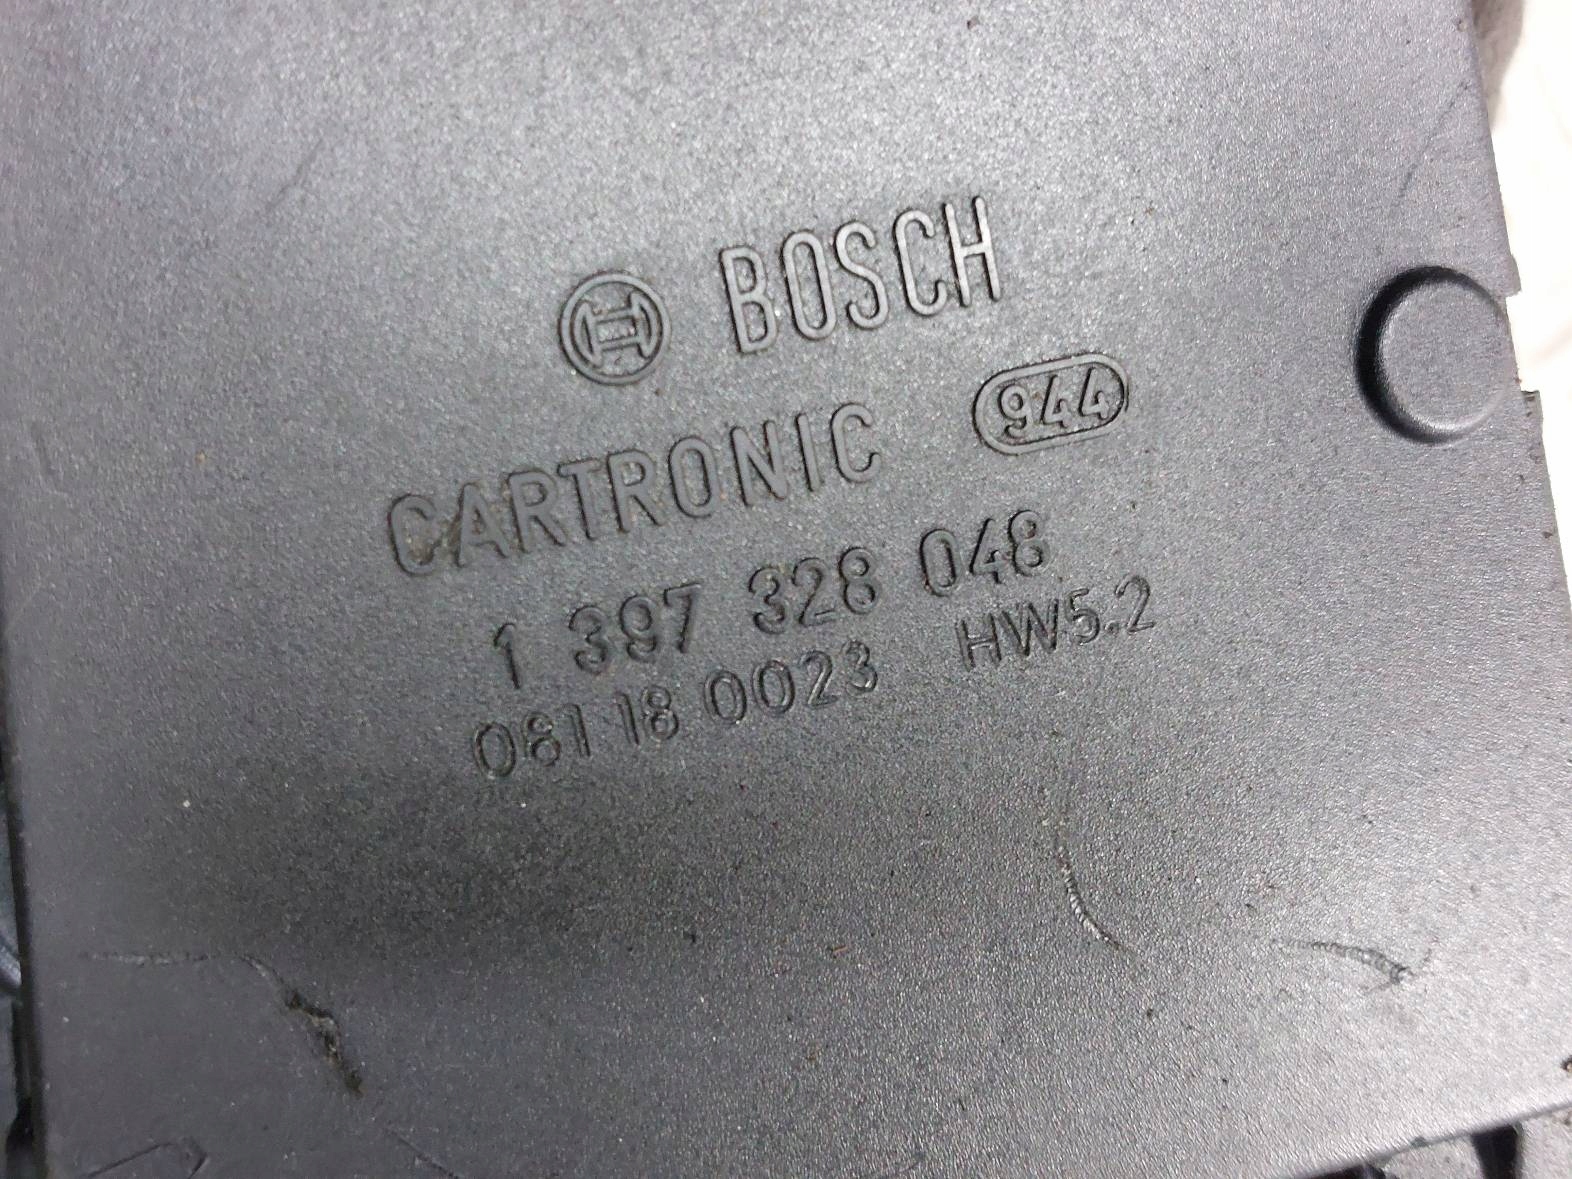 BOSCH
CARTRONIC 944
1 397 328 048
081 18 0023 HW5.2